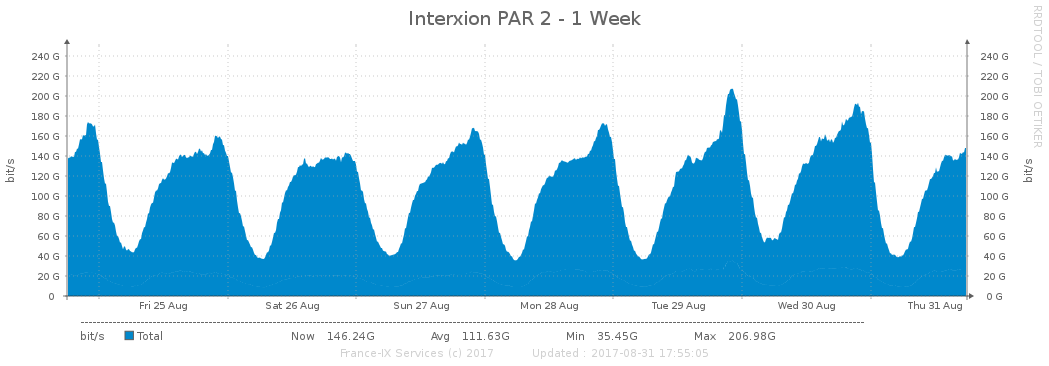 Interxion PAR 2 - 1 Week
RRDTOOL / TOBI OETIKER
bit/s
240 G 240 G
220 G 220 G
200 G 200 G
180 G 180 G
160 G 160 G
140 G 140 G
120 G 120 G
100 G 100 G
80 G 80 G
60 G 60 G
40 G 40 G
20 G 20 G
0 0 G
bit/s
Fri 25 Aug Sat 26 Aug Sun 27 Aug Mon 28 Aug Tue 29 Aug Wed 30 Aug Thu 31 Aug
bit/s Total Now 146.24G Avg 111.63G Min 35.45G Max 206.98G
France-IX Services (c) 2017 Updated : 2017-08-31 17:55:05